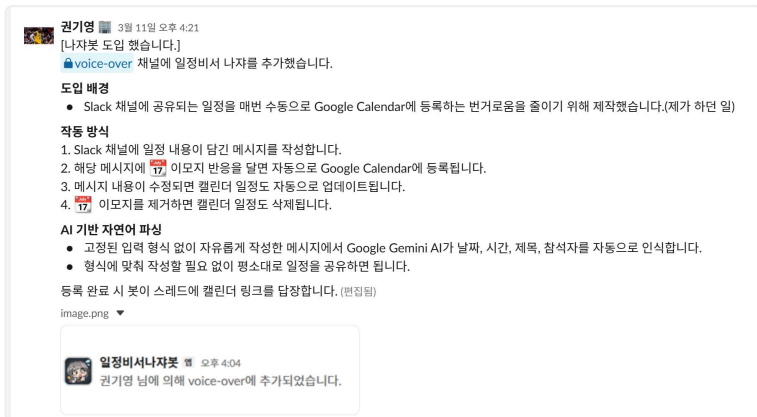 권기영 3월 11일 오후 4:21
[나쟈봇 도입 했습니다.]
voice-over 채널에 일정비서 나쟈를 추가했습니다.
도입 배경
● Slack 채널에 공유되는 일정을 매번 수동으로 Google Calendar에 등록하는 번거로움을 줄이기 위해 제작했습니다.(제가 하던 일)
작동 방식
1. Slack 채널에 일정 내용이 담긴 메시지를 작성합니다.
2. 해당 메시지에 17 이모지 반응을 달면 자동으로 Google Calendar에 등록됩니다.
3. 메시지 내용이 수정되면 캘린더 일정도 자동으로 업데이트됩니다.
4. 17 이모지를 제거하면 캘린더 일정도 삭제됩니다.
AI 기반 자연어 파싱
● 고정된 입력 형식 없이 자유롭게 작성한 메시지에서 Google Gemini AI가 날짜, 시간, 제목, 참석자를 자동으로 인식합니다.
● 형식에 맞춰 작성할 필요 없이 평소대로 일정을 공유하면 됩니다.
등록 완료 시 봇이 스레드에 캘린더 링크를 답장합니다. (편집됨)
image.png ▼
일정비서나쟈봇 앱 오후 4:04
권기영 님에 의해 voice-over에 추가되었습니다.